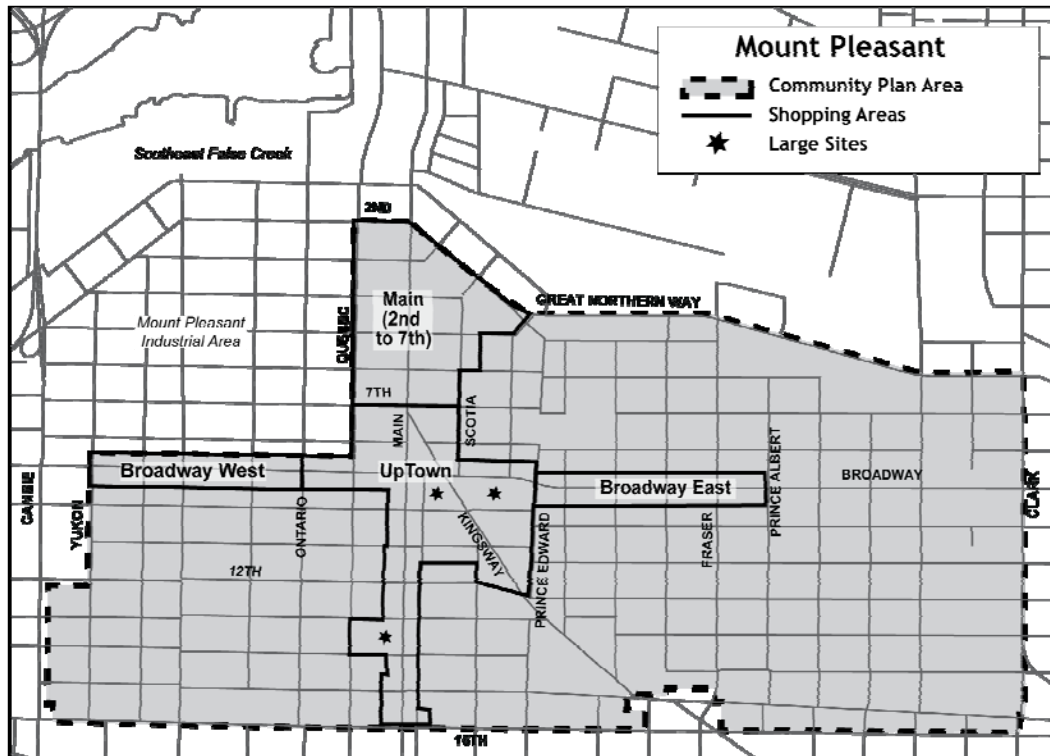 Mount Pleasant
Community Plan Area
Shopping Areas
Large Sites
Southeast False Creek
2ND
GREAT NORTHERN WAY
Main
(2nd
to 7th)
Mount Pleasant
Industrial Area
QUEBEC
7TH
MAIN
SCOTIA
PRINCE ALBERT
Broadway West
UpTown
Broadway East
BROADWAY
CAMBIE
YUKON
ONTARIO
KINGSWAY
PRINCE EDWARD
FRASER
CLARK
12TH
16TH